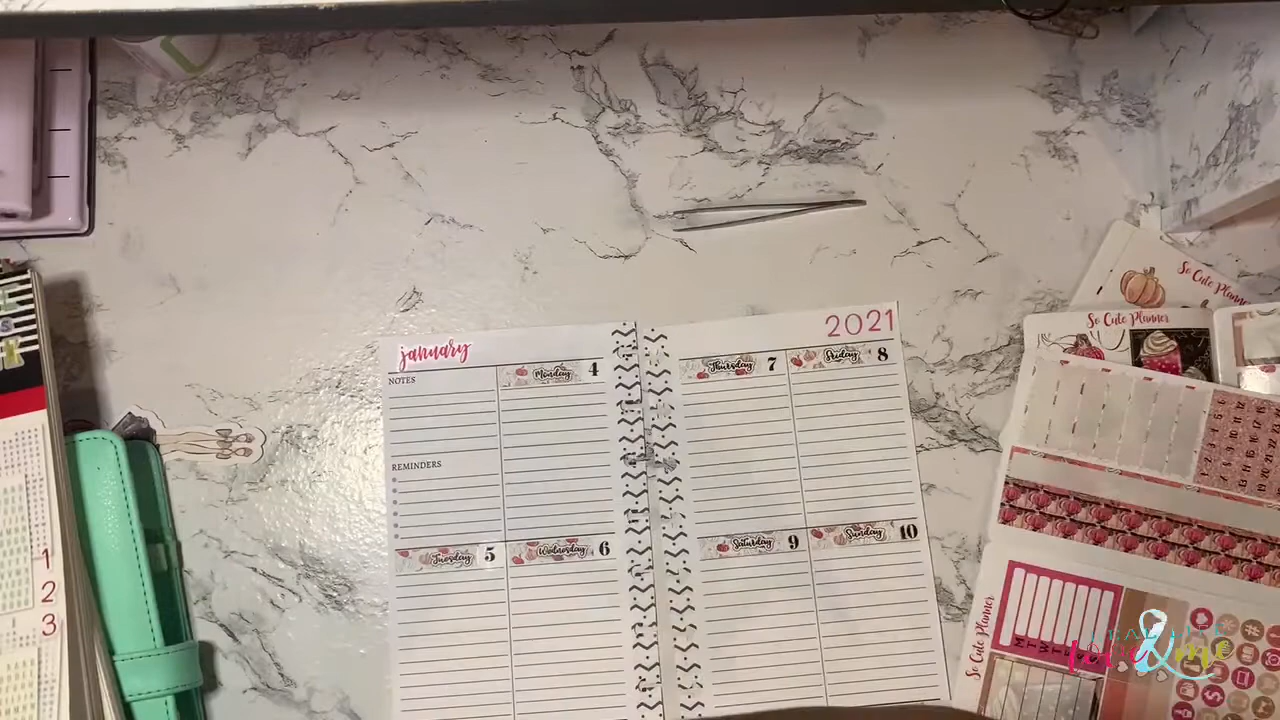 january
2021
NOTES
Monday 4
REMINDERS
Tuesday 5
Wednesday 6
Thursday 7
Friday 8
Saturday 9
Sunday 10
So Cute Planner
So Cute Planner
So Cute Planner
1
2
3